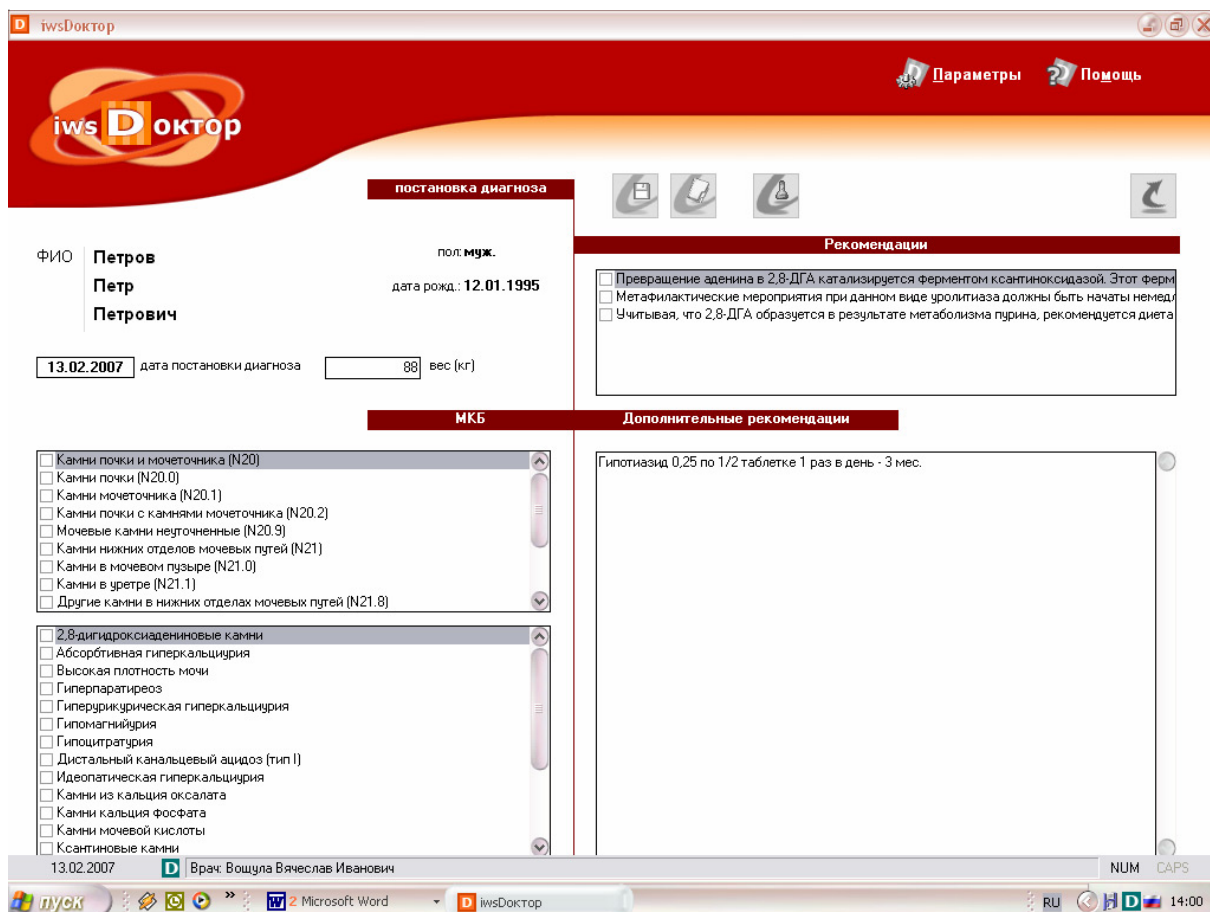 D iwsDоктор
Параметры
Помощь
iws Dоктор
постановка диагноза
ФИО
Петров
Петр
Петрович
пол: муж.
дата рожд.: 12.01.1995
13.02.2007 дата постановки диагноза 88 вес (кг)
Рекомендации
Превращение аденина в 2,8-ДГА катализируется ферментом ксантиноксидазой. Этот ферм
Метафилактические мероприятия при данном виде уролитиаза должны быть начаты немедл
Учитывая, что 2,8-ДГА образуется в результате метаболизма пурина, рекомендуется диета
МКБ
Камни почки и мочеточника (N20)
Камни почки (N20.0)
Камни мочеточника (N20.1)
Камни почки с камнями мочеточника (N20.2)
Мочевые камни неуточненные (N20.9)
Камни нижних отделов мочевых путей (N21)
Камни в мочевом пузыре (N21.0)
Камни в уретре (N21.1)
Другие камни в нижних отделах мочевых путей (N21.8)
2,8-дигидроксиадениновые камни
Абсорбтивная гиперкальциурия
Высокая плотность мочи
Гиперпаратиреоз
Гиперурикурическая гиперкальциурия
Гипомагнийурия
Гипоцитратурия
Дистальный канальцевый ацидоз (тип I)
Идеопатическая гиперкальциурия
Камни из кальция оксалата
Камни кальция фосфата
Камни мочевой кислоты
Ксантиновые камни
Дополнительные рекомендации
Гипотиазид 0,25 по 1/2 таблетке 1 раз в день - 3 мес.
13.02.2007 D Врач: Вощула Вячеслав Иванович NUM CAPS
пуск » W 2 Microsoft Word D iwsDоктор RU D 14:00